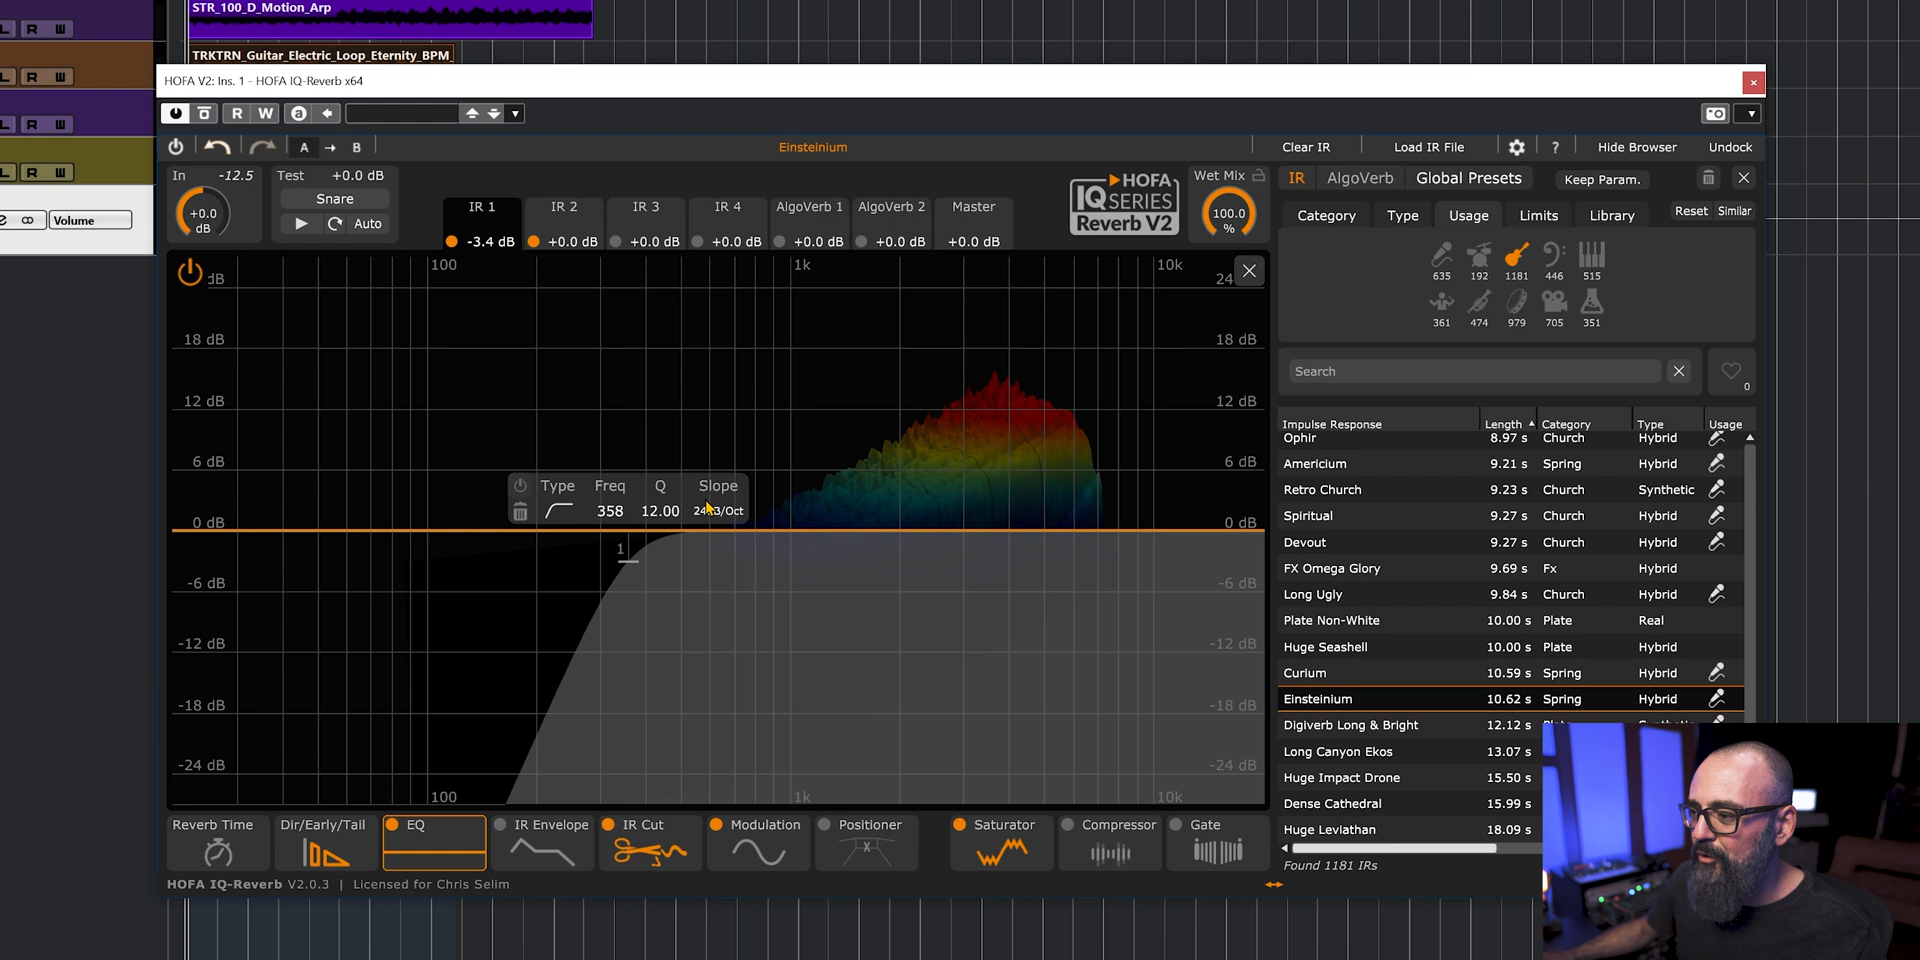 STR_100_D_Motion_Arp
L R W
TRKTRN_Guitar_Electric_Loop_Eternity_BPM_
L R W
HOFA V2: Ins. 1 - HOFA IQ-Reverb x64
R W a
L R W
A → B
Einsteinium
Clear IR
Load IR File
?
Hide Browser
Undock
L R W
In -12.5
+0.0 dB
Test +0.0 dB
Snare
Auto
IR 1 -3.4 dB
IR 2 +0.0 dB
IR 3 +0.0 dB
IR 4 +0.0 dB
AlgoVerb 1 +0.0 dB
AlgoVerb 2 +0.0 dB
Master +0.0 dB
HOFA
IQ SERIES
Reverb V2
Wet Mix
100.0 %
IR AlgoVerb Global Presets Keep Param.
Category Type Usage Limits Library Reset Similar
635 192 1181 446 515
361 474 979 705 351
Volume
dB 100 1k 10k 24
18 dB 18 dB
12 dB 12 dB
6 dB 6 dB
Type Freq Q Slope
358 12.00
0 dB 0 dB
1
-6 dB -6 dB
-12 dB -12 dB
-18 dB -18 dB
-24 dB -24 dB
100 1k 10k
Search
0
Impulse Response Length Category Type Usage
Ophir 8.97 s Church Hybrid
Americium 9.21 s Spring Hybrid
Retro Church 9.23 s Church Synthetic
Spiritual 9.27 s Church Hybrid
Devout 9.27 s Church Hybrid
FX Omega Glory 9.69 s Fx Hybrid
Long Ugly 9.84 s Church Hybrid
Plate Non-White 10.00 s Plate Real
Huge Seashell 10.00 s Plate Hybrid
Curium 10.59 s Spring Hybrid
Einsteinium 10.62 s Spring Hybrid
Digiverb Long & Bright 12.12 s
Long Canyon Ekos 13.07 s
Huge Impact Drone 15.50 s
Dense Cathedral 15.99 s
Huge Leviathan 18.09 s
Found 1181 IRs
Reverb Time Dir/Early/Tail EQ IR Envelope IR Cut Modulation Positioner Saturator Compressor Gate
HOFA IQ-Reverb V2.0.3 | Licensed for Chris Selim